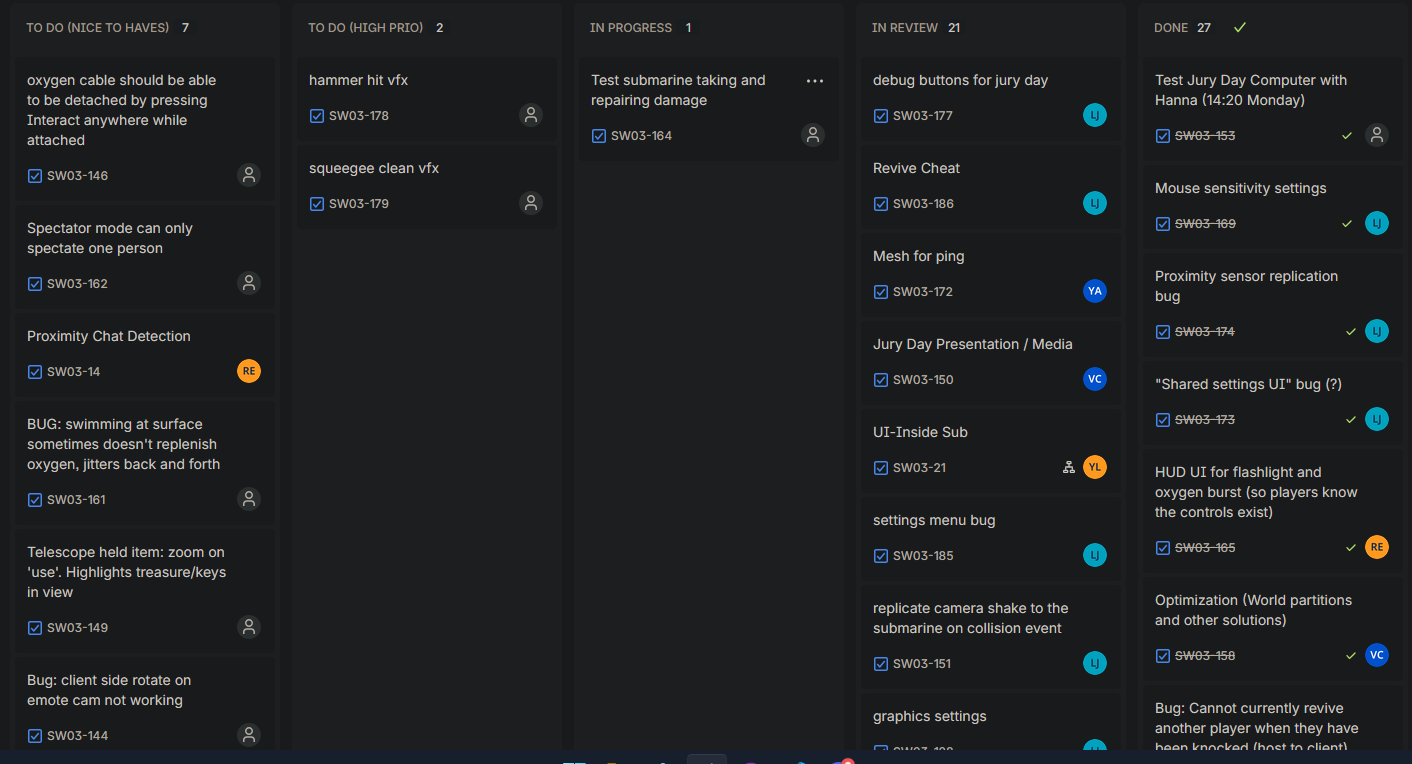 TO DO (NICE TO HAVES) 7
oxygen cable should be able
to be detached by pressing
Interact anywhere while
attached
SW03-146
Spectator mode can only
spectate one person
SW03-162
Proximity Chat Detection
SW03-14
RE
BUG: swimming at surface
sometimes doesn't replenish
oxygen, jitters back and forth
SW03-161
Telescope held item: zoom on
'use'. Highlights treasure/keys
in view
SW03-149
Bug: client side rotate on
emote cam not working
SW03-144
TO DO (HIGH PRIO) 2
hammer hit vfx
SW03-178
squeegee clean vfx
SW03-179
IN PROGRESS 1
Test submarine taking and
repairing damage
SW03-164
IN REVIEW 21
debug buttons for jury day
SW03-177
LJ
Revive Cheat
SW03-186
LJ
Mesh for ping
SW03-172
YA
Jury Day Presentation / Media
SW03-150
VC
UI-Inside Sub
SW03-21
YL
settings menu bug
SW03-185
LJ
replicate camera shake to the
submarine on collision event
SW03-151
LJ
graphics settings
LJ
DONE 27
Test Jury Day Computer with
Hanna (14:20 Monday)
SW03-153
Mouse sensitivity settings
SW03-169
LJ
Proximity sensor replication
bug
SW03-174
LJ
"Shared settings UI" bug (?)
SW03-173
LJ
HUD UI for flashlight and
oxygen burst (so players know
the controls exist)
SW03-165
RE
Optimization (World partitions
and other solutions)
SW03-158
VC
Bug: Cannot currently revive
another player when they have
been knocked (host to client)